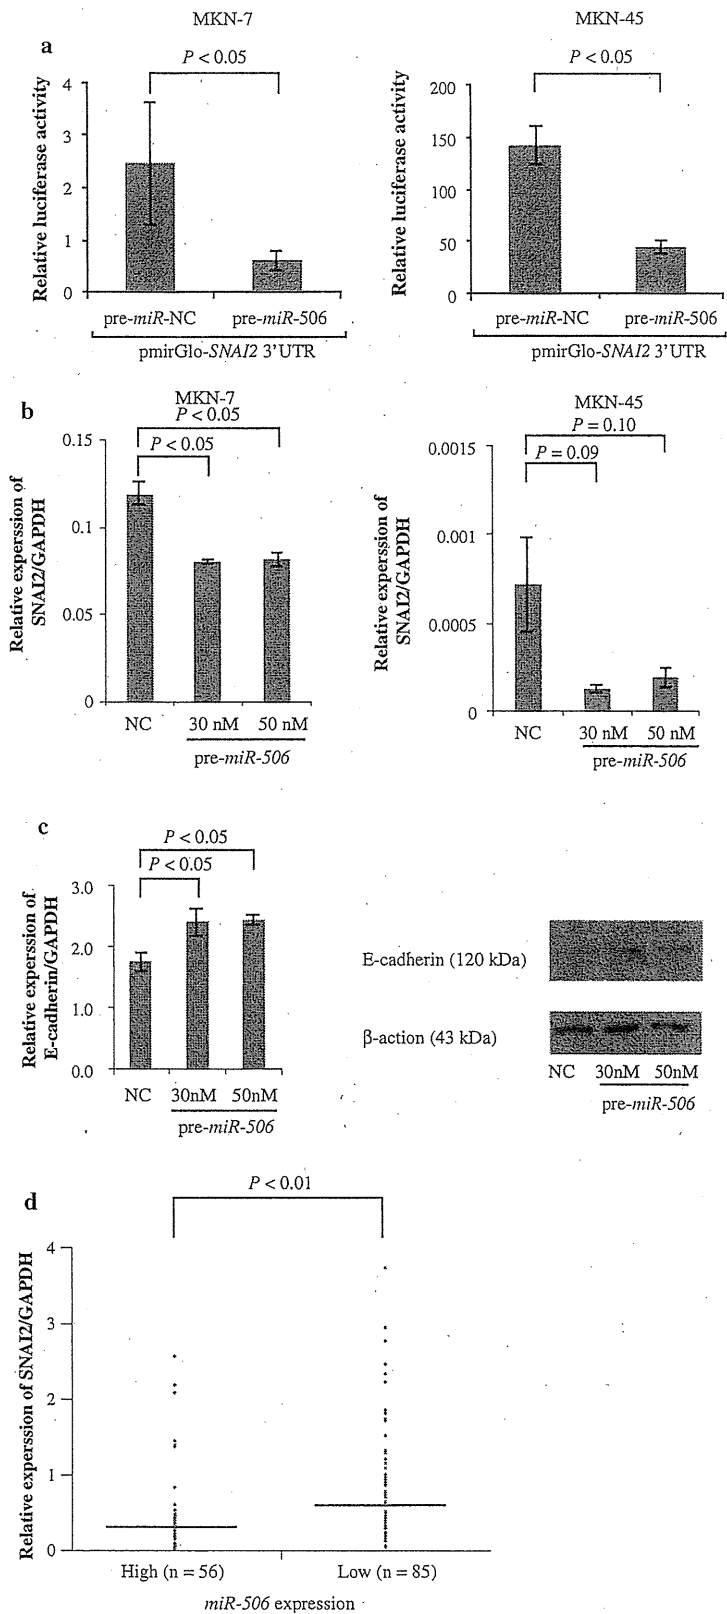 MKN-7
MKN-45
a
P < 0.05
P < 0.05
Relative luciferase activity
4
3
2
1
0
Relative luciferase activity
200
150
100
50
0
pre-miR-NC
pre-miR-506
pmirGlo-SNAI2 3'UTR
pre-miR-NC
pre-miR-506
pmirGlo-SNAI2 3'UTR
b
MKN-7
MKN-45
P < 0.05
P < 0.05
P = 0.10
P = 0.09
Relative experssion of
SNAI2/GAPDH
0.15
0.1
0.05
0
Relative experssion of
SNAI2/GAPDH
0.0015
0.001
0.0005
0
NC
30 nM
50 nM
pre-miR-506
NC
30 nM
50 nM
pre-miR-506
c
P < 0.05
P < 0.05
Relative experssion of
E-cadherin/GAPDH
3.0
2.0
1.0
0.0
NC
30nM
50nM
pre-miR-506
E-cadherin (120 kDa)
β-action (43 kDa)
NC
30nM
50nM
pre-miR-506
d
P < 0.01
Relative experssion of SNAI2/GAPDH
4
3
2
1
0
High (n = 56)
Low (n = 85)
miR-506 expression